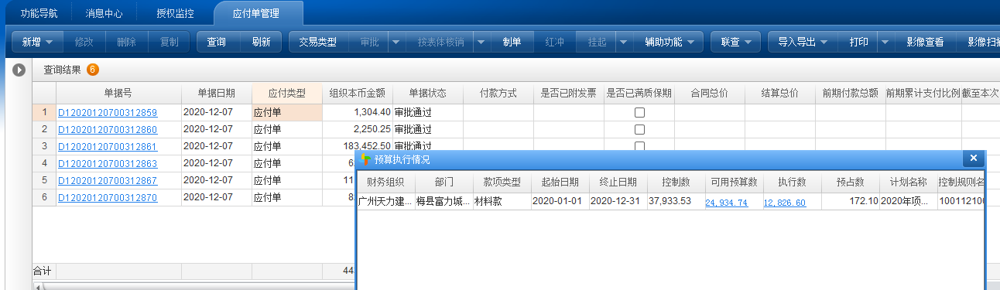 功能导航 消息中心 授权监控 应付单管理
新增 修改 删除 复制 查询 刷新 交易类型 审批 按表体核销 制单 红冲 挂起 辅助功能 联查 导入导出 打印 影像查看 影像扫描
查询结果 6
单据号 单据日期 应付类型 组织本币金额 单据状态 付款方式 是否已附发票 是否已满质保期 合同总价 结算总价 前期付款总额 前期累计支付比例 截至本次
1 D12020120700312859 2020-12-07 应付单 1,304.40 审批通过
2 D12020120700312860 2020-12-07 应付单 2,250.25 审批通过
3 D12020120700312861 2020-12-07 应付单 183,452.50 审批通过
4 D12020120700312863 2020-12-07 应付单 6
5 D12020120700312867 2020-12-07 应付单 11
6 D12020120700312870 2020-12-07 应付单
合计 44
预算执行情况
财务组织 部门 款项类型 起始日期 终止日期 控制数 可用预算数 执行数 预占数 计划名称 控制规则名
广州天力建... 梅县富力城... 材料款 2020-01-01 2020-12-31 37,933.53 24,934.74 12,826.60 172.10 2020年项... 100112100